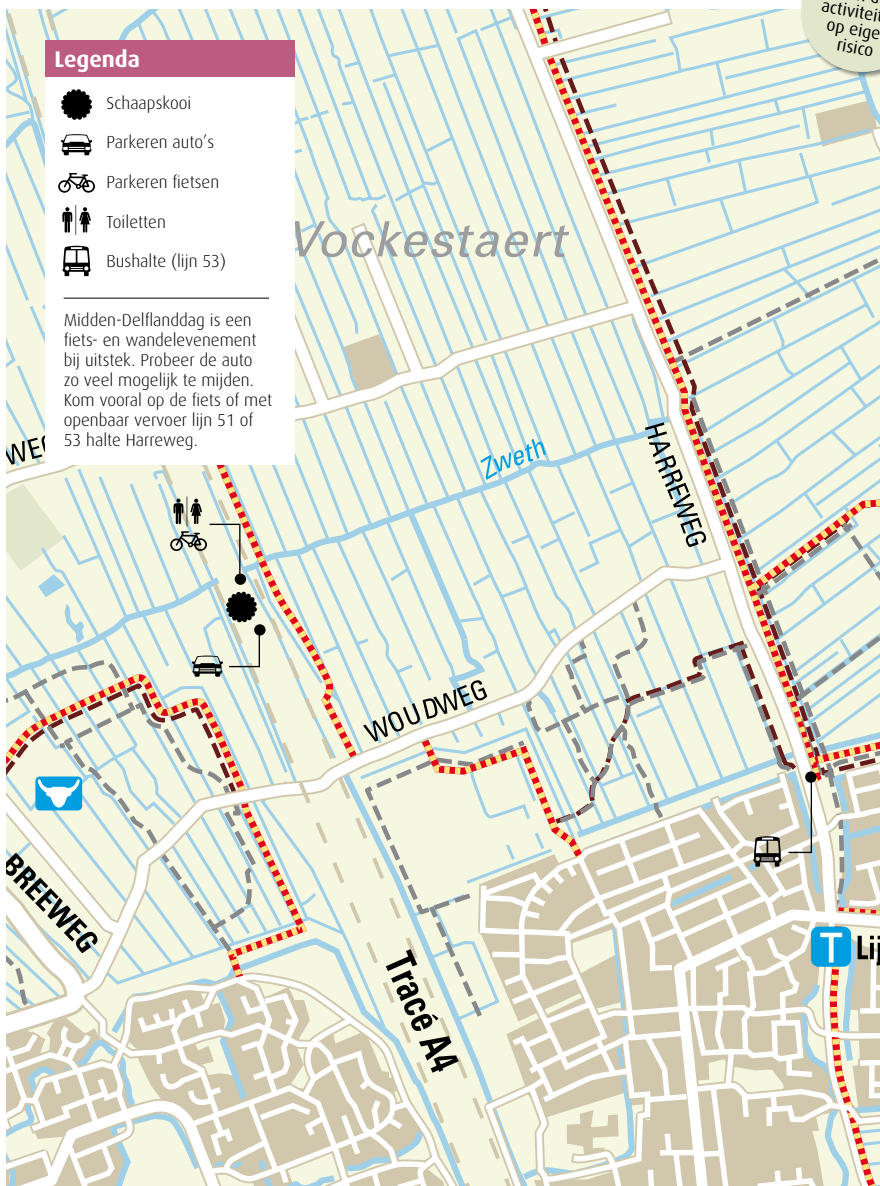 activiteit
op eige
risico
Legenda
Schaapskooi
Parkeren auto's
Parkeren fietsen
Toiletten
Bushalte (lijn 53)
Midden-Delflanddag is een
fiets- en wandelevenement
bij uitstek. Probeer de auto
zo veel mogelijk te mijden.
Kom vooral op de fiets of met
openbaar vervoer lijn 51 of
53 halte Harreweg.
Vockestaert
WEG
Zweth
HARREWEG
WOUDWEG
BREEWEG
Tracé A4
T Lij